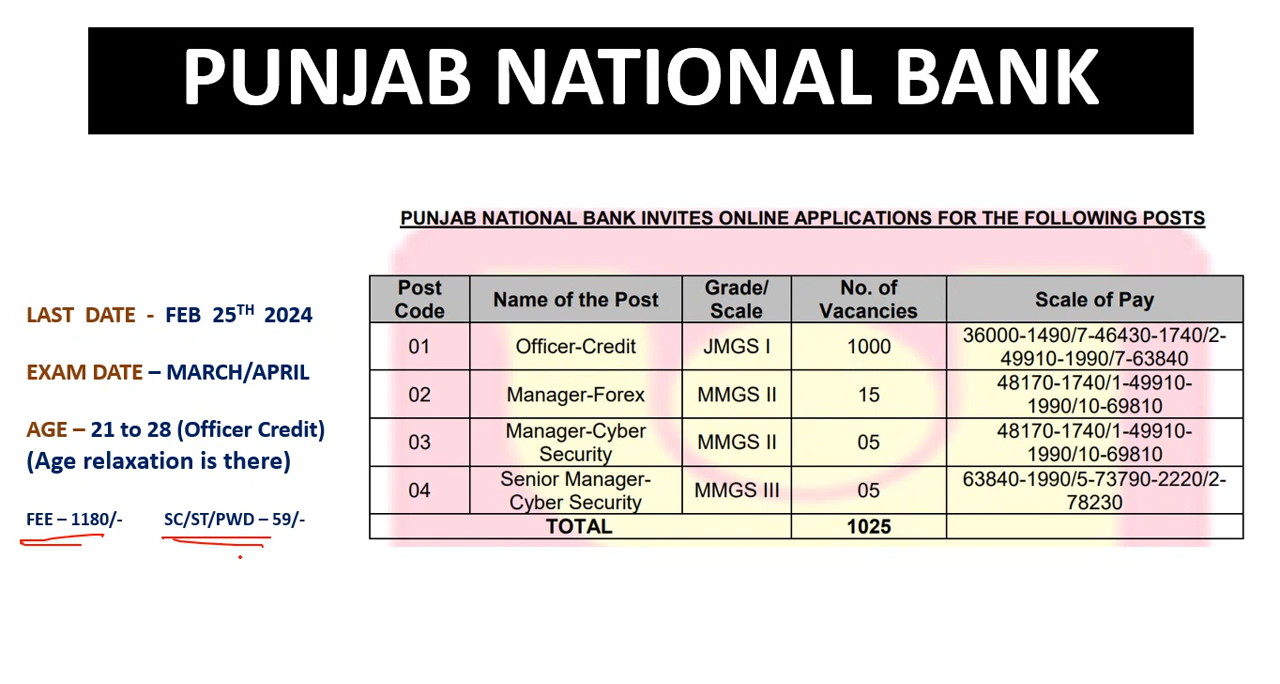 PUNJAB NATIONAL BANK
PUNJAB NATIONAL BANK INVITES ONLINE APPLICATIONS FOR THE FOLLOWING POSTS
LAST DATE - FEB 25TH 2024
EXAM DATE – MARCH/APRIL
AGE – 21 to 28 (Officer Credit)
(Age relaxation is there)
FEE – 1180/- SC/ST/PWD – 59/-
Post Code Name of the Post Grade/ Scale No. of Vacancies Scale of Pay
01 Officer-Credit JMGS I 1000 36000-1490/7-46430-1740/2-
49910-1990/7-63840
02 Manager-Forex MMGS II 15 48170-1740/1-49910-
1990/10-69810
03 Manager-Cyber Security MMGS II 05 48170-1740/1-49910-
1990/10-69810
04 Senior Manager- Cyber Security MMGS III 05 63840-1990/5-73790-2220/2-
78230
TOTAL 1025